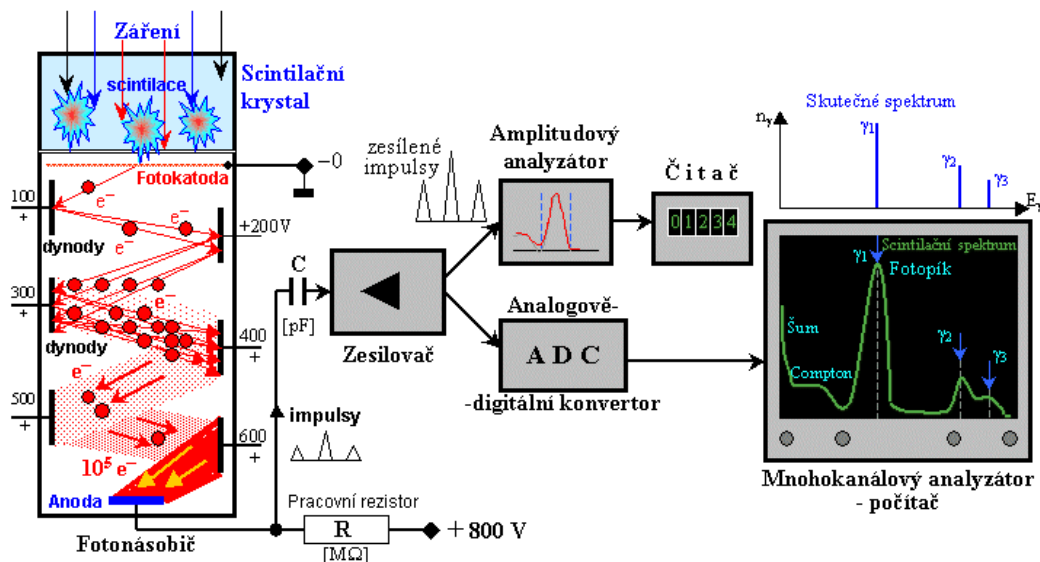 Záření
scintilace
Scintilační
krystal
Fotokatoda
−0
100
+
e⁻
e⁻
e⁻
dynody
+200V
300
+
e⁻
dynody
400
+
e⁻
500
+
600
+
10⁵ e⁻
Anoda
Fotonásobič
impulsy
Pracovní rezistor
R
[MΩ]
+ 800 V
C
[pF]
Zesilovač
zesílené
impulsy
Amplitudový
analyzátor
Čitač
01234
Analogově-
ADC
-digitální konvertor
Skutečné spektrum
nγ
γ1
γ2
γ3
Eγ
Scintilační spektrum
γ1
Fotopík
Šum
Compton
γ2
γ3
Mnohokanálový analyzátor
- počítač